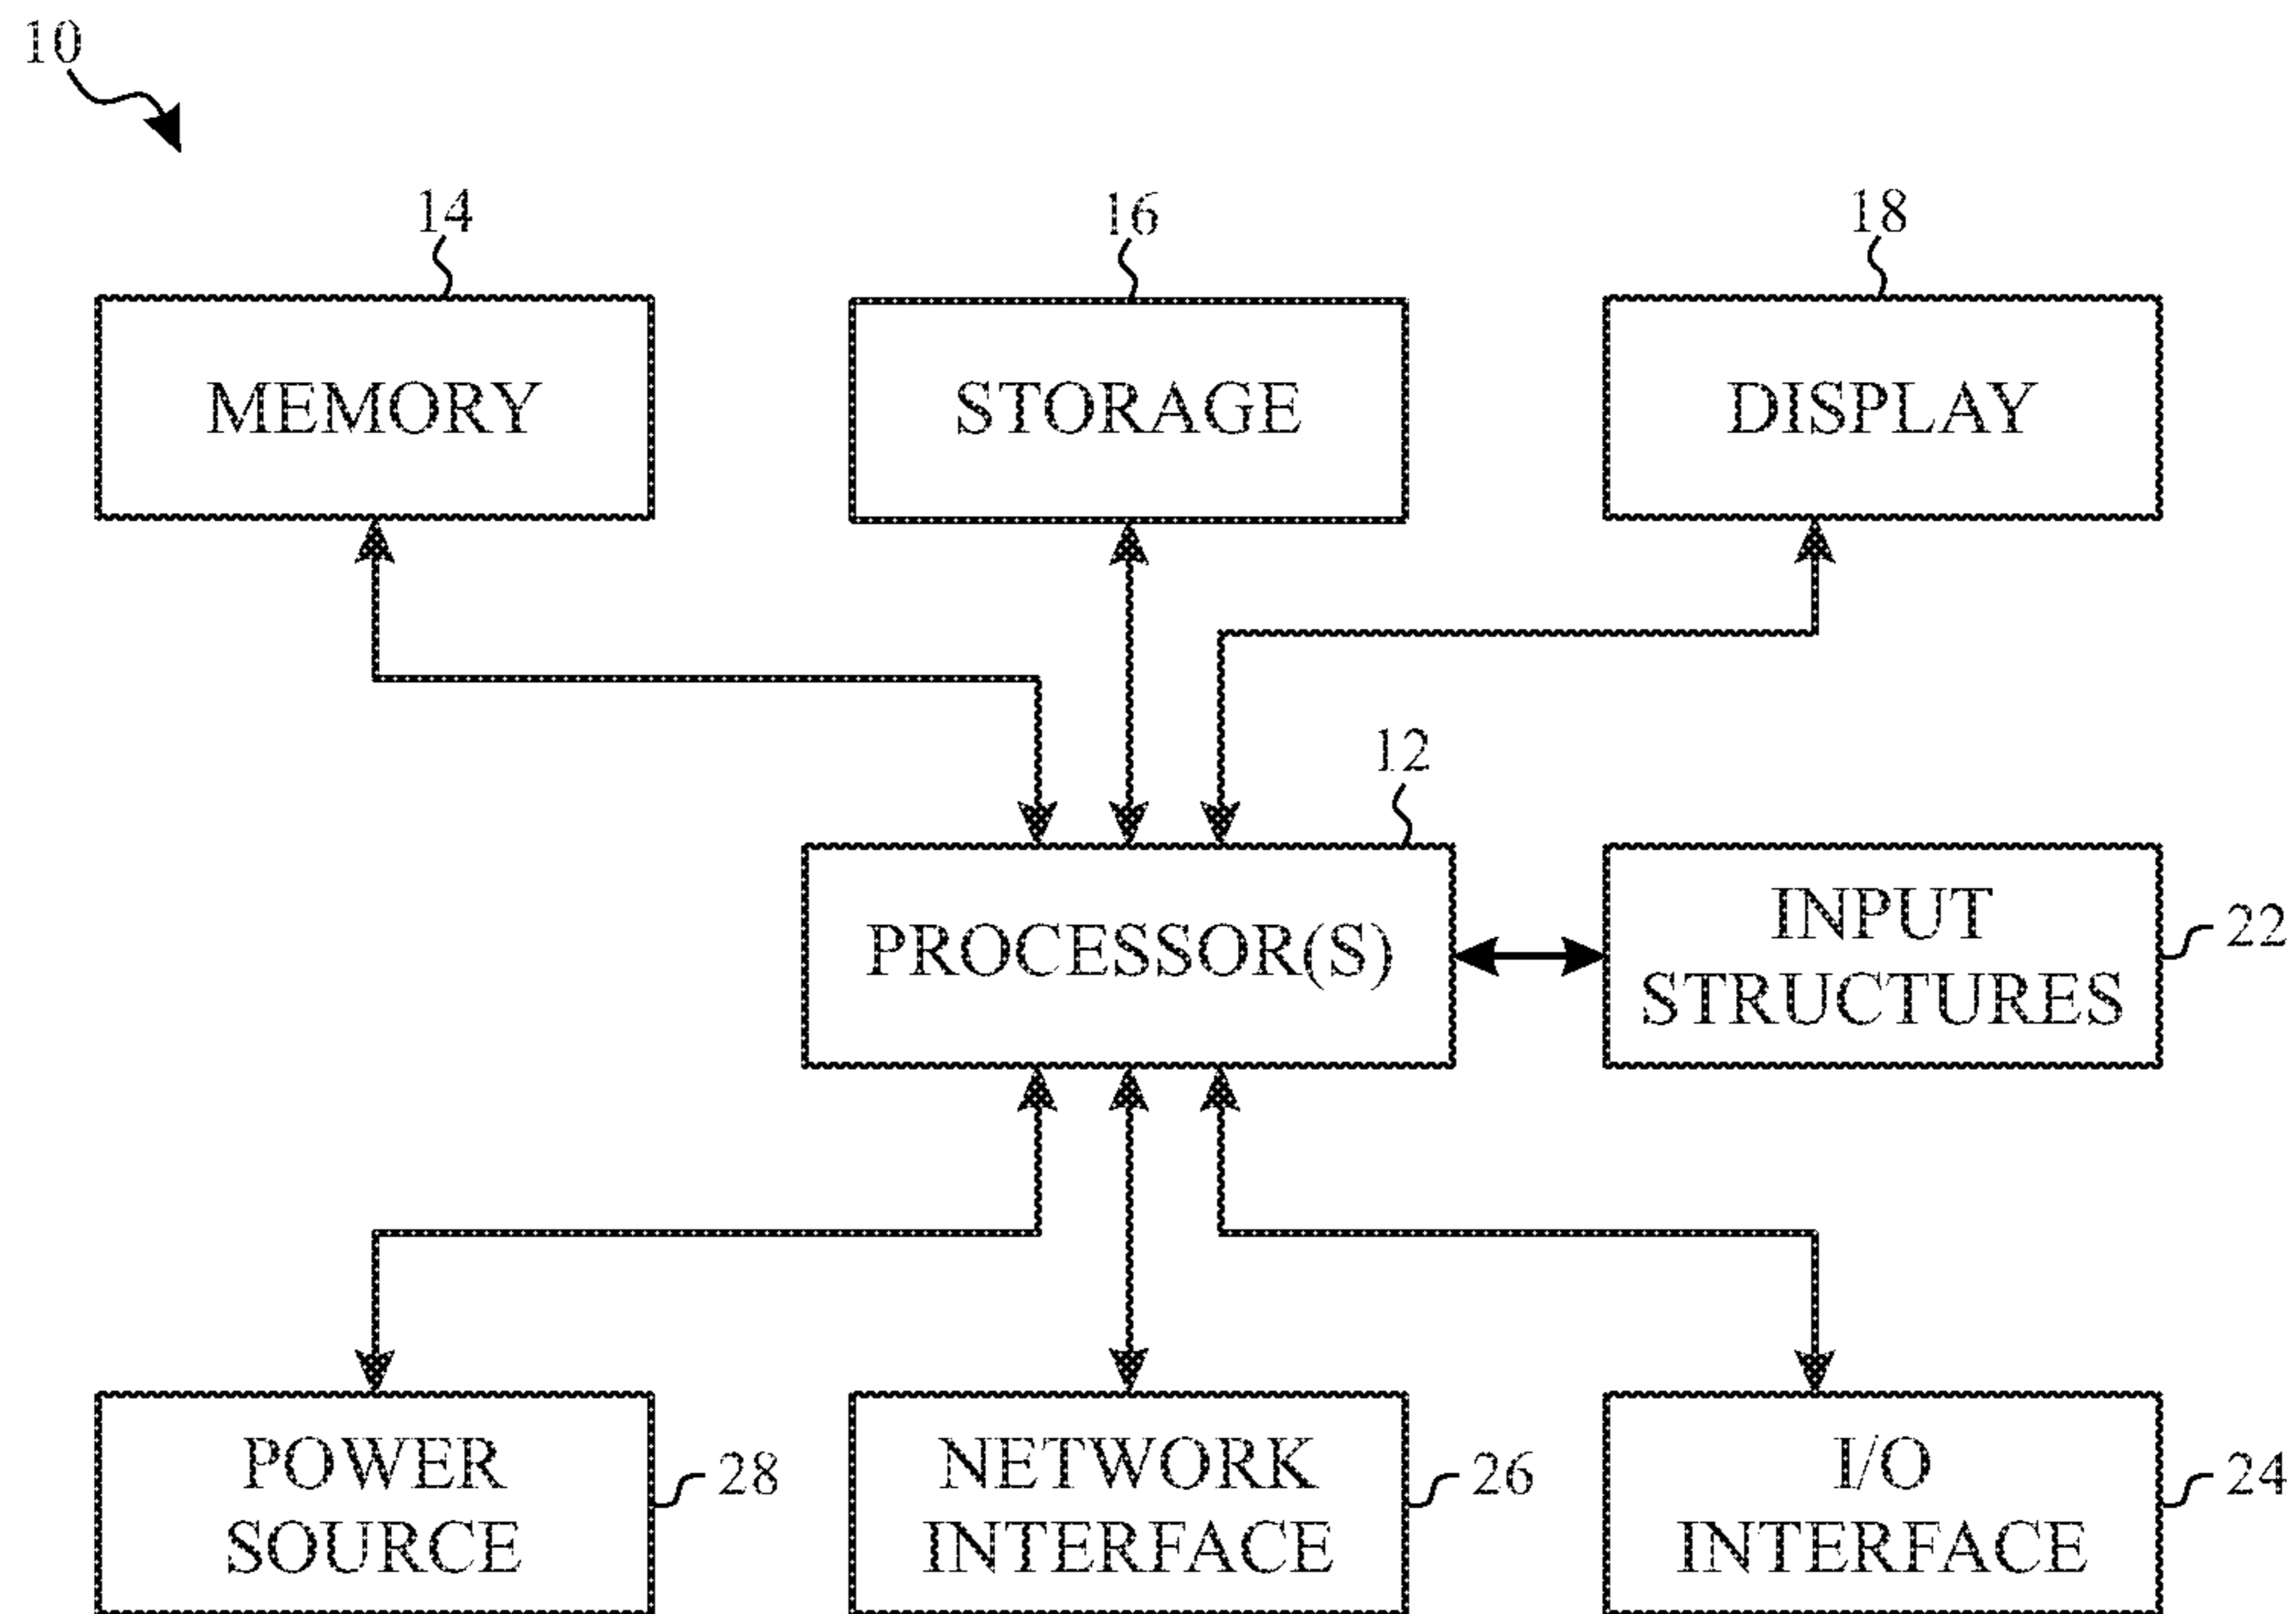 10
14
16
18
MEMORY
STORAGE
DISPLAY
12
PROCESSOR(S)
INPUT
STRUCTURES
22
POWER
SOURCE
28
NETWORK
INTERFACE
26
I/O
INTERFACE
24